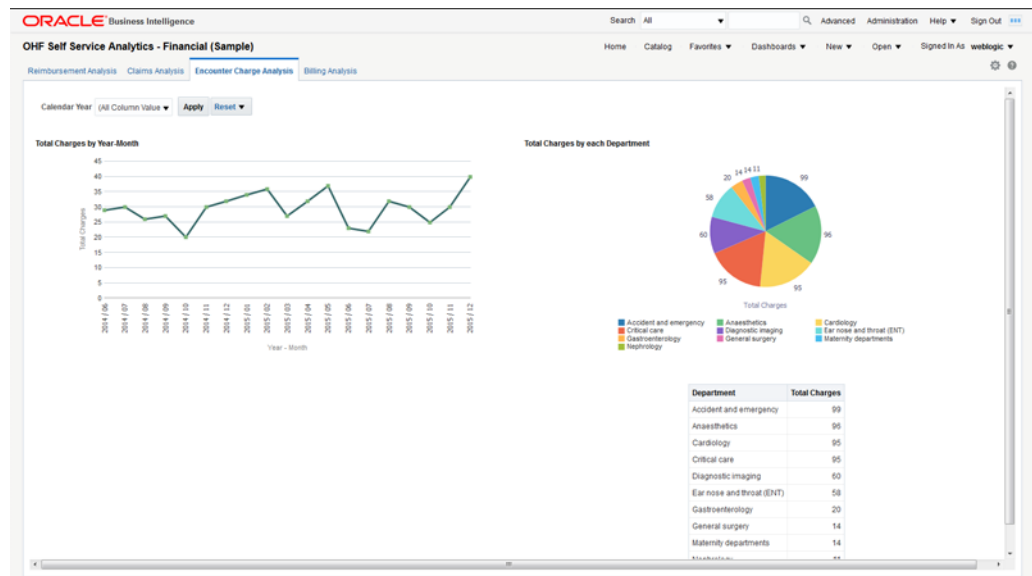 ORACLE Business Intelligence
Search All Advanced Administration Help Sign Out
OHF Self Service Analytics - Financial (Sample)
Home Catalog Favorites Dashboards New Open Signed In As weblogic
Reimbursement Analysis Claims Analysis Encounter Charge Analysis Billing Analysis
Calendar Year (All Column Value Apply Reset
Total Charges by Year-Month
45
40
35
30
25
20
15
10
5
0
Total Charges
2014 / 06
2014 / 07
2014 / 08
2014 / 09
2014 / 10
2014 / 11
2014 / 12
2015 / 01
2015 / 02
2015 / 03
2015 / 04
2015 / 05
2015 / 06
2015 / 07
2015 / 08
2015 / 09
2015 / 10
2015 / 11
2015 / 12
Year - Month
Total Charges by each Department
20 14 14 11 99
58
60 96
95 95
Total Charges
Accident and emergency Anaesthetics Cardiology
Critical care Diagnostic imaging Ear nose and throat (ENT)
Gastroenterology General surgery Maternity departments
Nephrology
Department Total Charges
Accident and emergency 99
Anaesthetics 96
Cardiology 95
Critical care 95
Diagnostic imaging 60
Ear nose and throat (ENT) 58
Gastroenterology 20
General surgery 14
Maternity departments 14